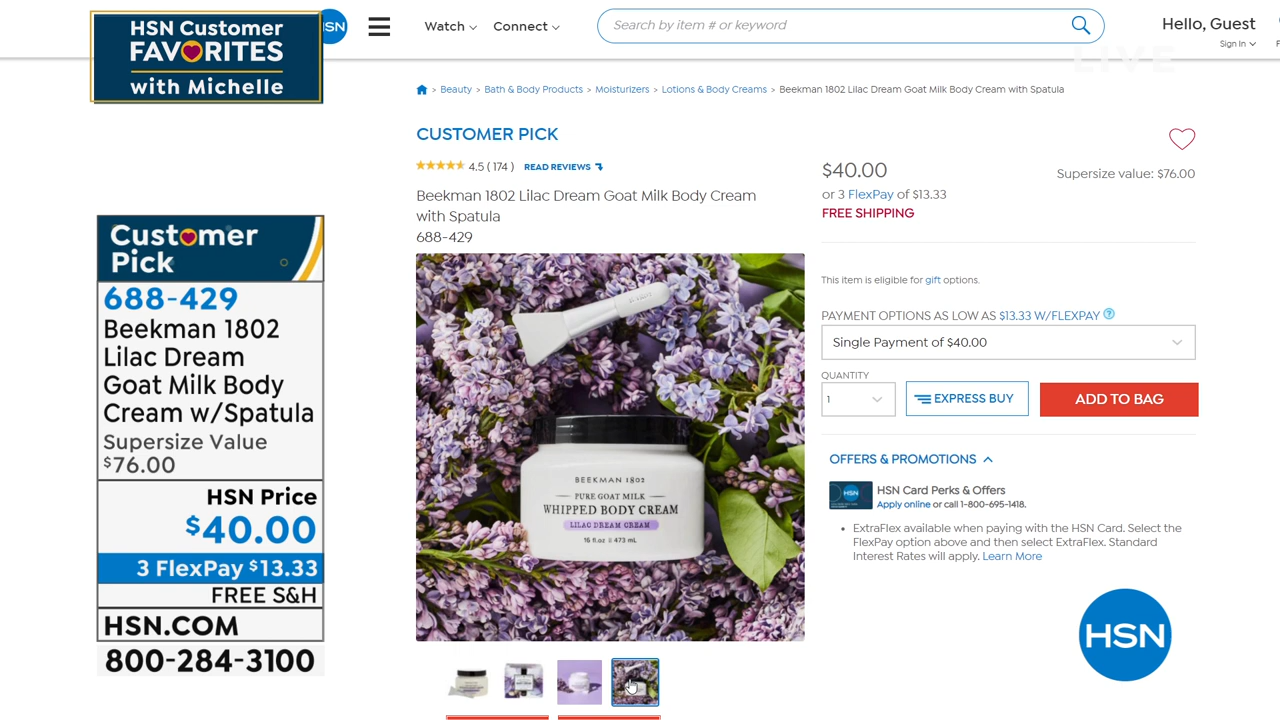 HSN Customer
FAVORITES
with Michelle
HSN
Watch
Connect
Search by item # or keyword
Hello, Guest
Sign In
LIVE
> Beauty > Bath & Body Products > Moisturizers > Lotions & Body Creams > Beekman 1802 Lilac Dream Goat Milk Body Cream with Spatula
CUSTOMER PICK
4.5 ( 174 ) READ REVIEWS
Beekman 1802 Lilac Dream Goat Milk Body Cream
with Spatula
688-429
$40.00
Supersize value: $76.00
or 3 FlexPay of $13.33
FREE SHIPPING
This item is eligible for gift options.
PAYMENT OPTIONS AS LOW AS $13.33 W/FLEXPAY ?
Single Payment of $40.00
QUANTITY
1
EXPRESS BUY
ADD TO BAG
OFFERS & PROMOTIONS
HSN
HSN Card Perks & Offers
Apply online or call 1-800-695-1418.
• ExtraFlex available when paying with the HSN Card. Select the
FlexPay option above and then select ExtraFlex. Standard
Interest Rates will apply. Learn More
HSN
BEEKMAN 1802
PURE GOAT MILK
WHIPPED BODY CREAM
LILAC DREAM CREAM
16 fl.oz ℮ 473 mL
Customer
Pick
688-429
Beekman 1802
Lilac Dream
Goat Milk Body
Cream w/Spatula
Supersize Value
$76.00
HSN Price
$40.00
3 FlexPay $13.33
FREE S&H
HSN.COM
800-284-3100